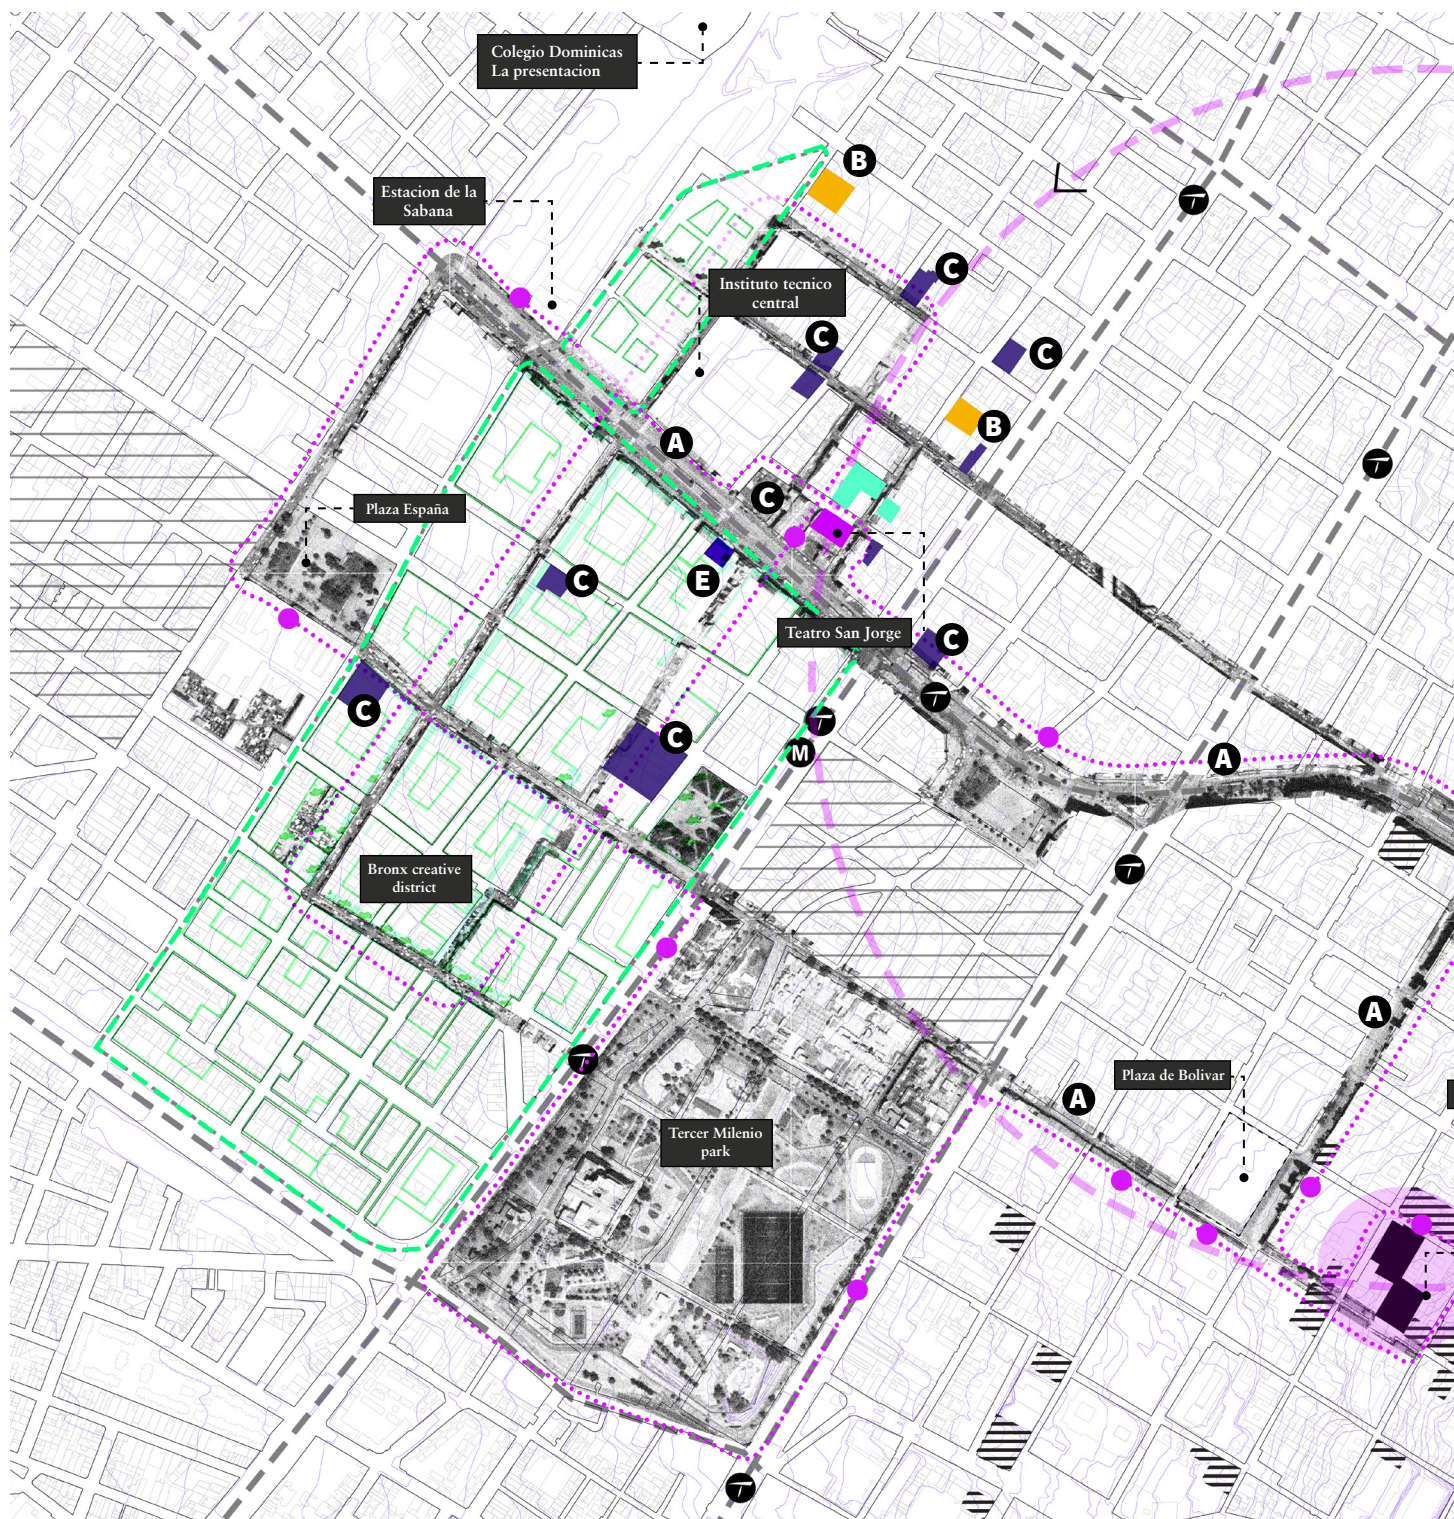 Colegio Dominicas
La presentacion
B
Estacion de la
Sabana
T
C
Instituto tecnico
central
C
C
B
A
T
C
Plaza España
E
C
Teatro San Jorge
C
T
C
T
C
M
A
Bronx creative
district
T
A
T
Plaza de Bolivar
A
Tercer Milenio
park
T